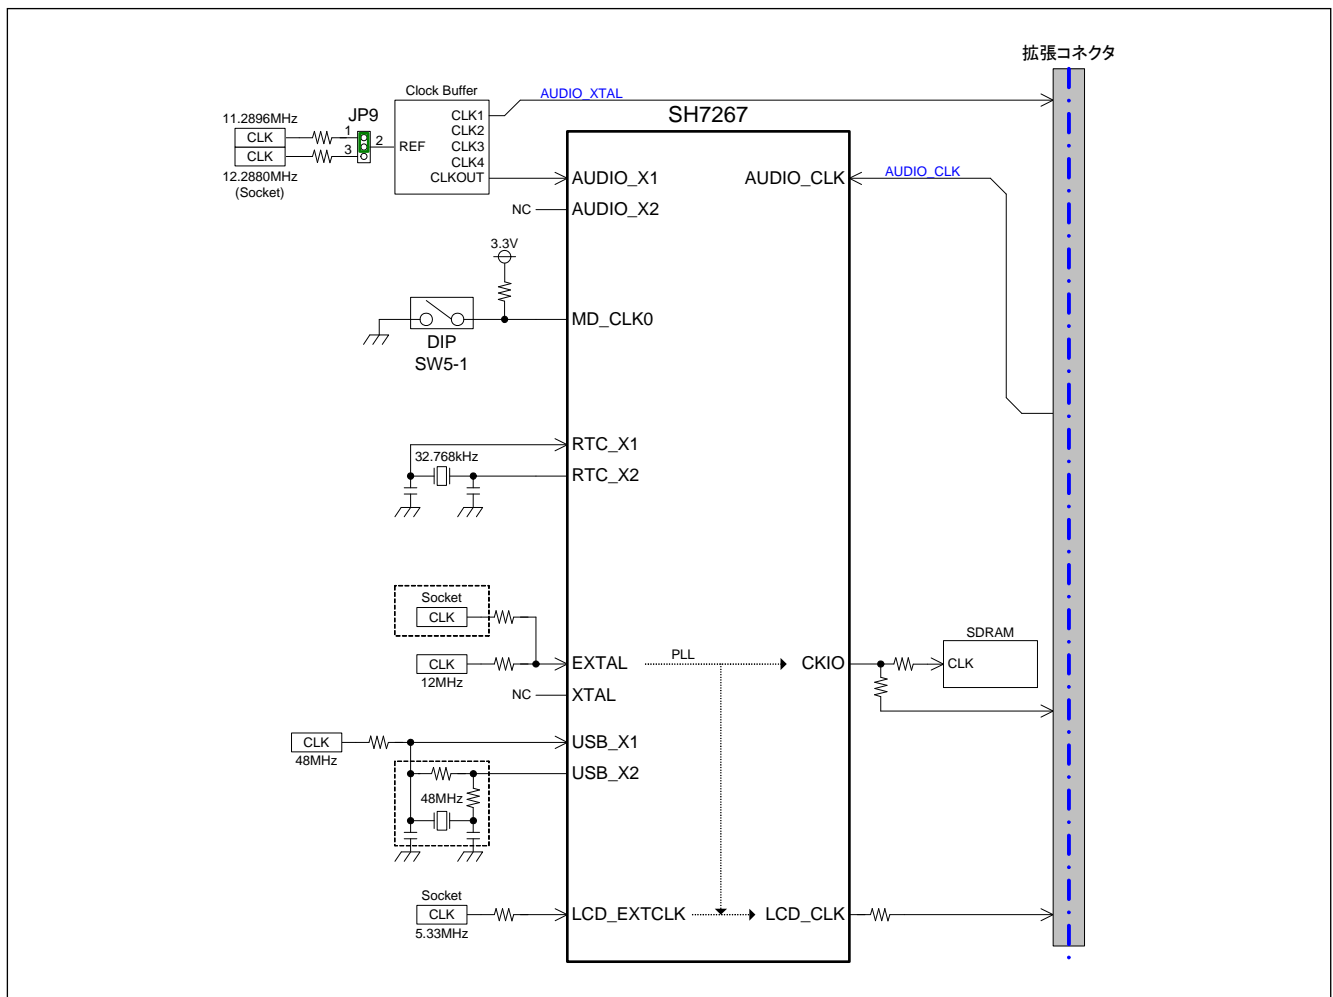 拡張コネクタ
Clock Buffer
AUDIO_XTAL
SH7267
11.2896MHz
JP9
CLK
CLK
1
2
3
12.2880MHz
(Socket)
REF
CLK1
CLK2
CLK3
CLK4
CLKOUT
AUDIO_X1
AUDIO_CLK
AUDIO_CLK
NC
AUDIO_X2
3.3V
MD_CLK0
DIP
SW5-1
RTC_X1
32.768kHz
RTC_X2
Socket
CLK
SDRAM
CLK
12MHz
EXTAL
PLL
CKIO
CLK
NC
XTAL
CLK
48MHz
USB_X1
USB_X2
48MHz
Socket
CLK
5.33MHz
LCD_EXTCLK
LCD_CLK